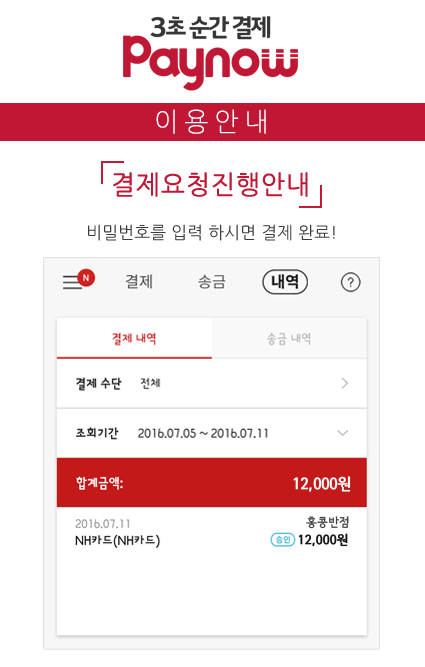 3초 순간 결제
Paynow
이용안내
결제요청진행안내
비밀번호를 입력 하시면 결제 완료!
N 결제 송금 내역 ?
결제 내역 송금 내역
결제 수단 전체
조회기간 2016.07.05 ~ 2016.07.11
합계금액: 12,000원
2016.07.11 홍콩반점
NH카드(NH카드) 승인 12,000원